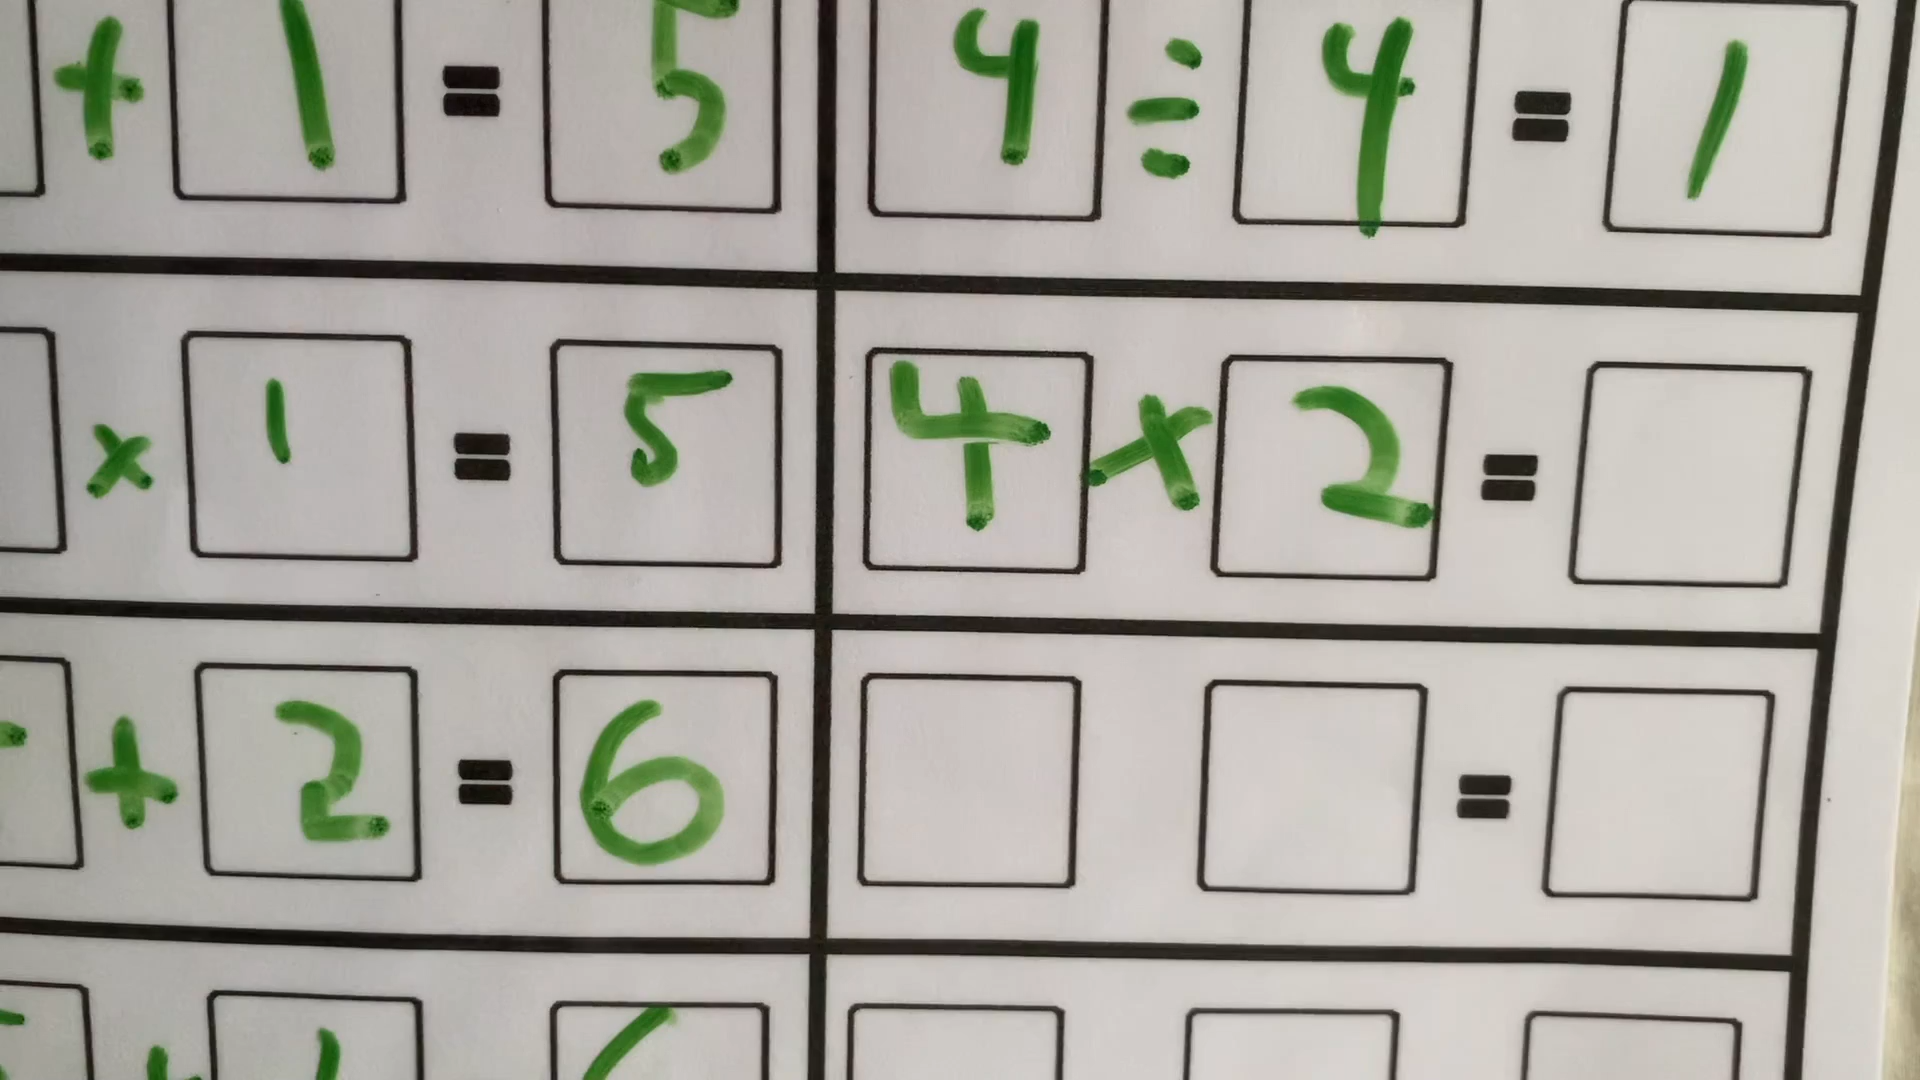 + 1 = 5 4 ÷ 4 = 1
x 1 = 5 4 x 2 =
+ 2 = 6 =